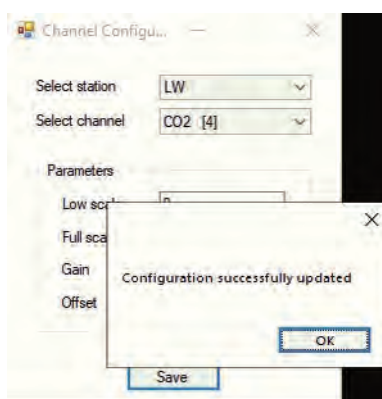 Channel Configu...
Select station LW
Select channel CO2 [4]
Parameters
Low sca
Full sca
Gain
Offset
Configuration successfully updated
OK
Save